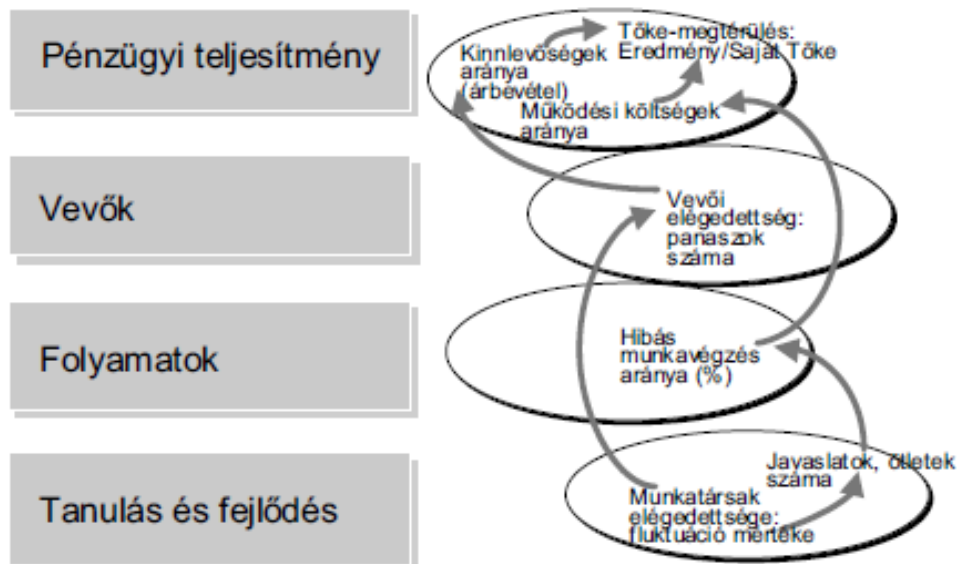 Pénzügyi teljesítmény
Tőke-megtérülés:
Eredmény/Saját Tőke
Kinnlevőségek
aránya
(árbevétel)
Működési költségek
aránya
Vevők
Vevői
elégedettség:
panaszok
száma
Folyamatok
Hibás
munkavégzés
aránya (%)
Tanulás és fejlődés
Javaslatok, ötletek
száma
Munkatársak
elégedettsége:
fluktuáció mértéke